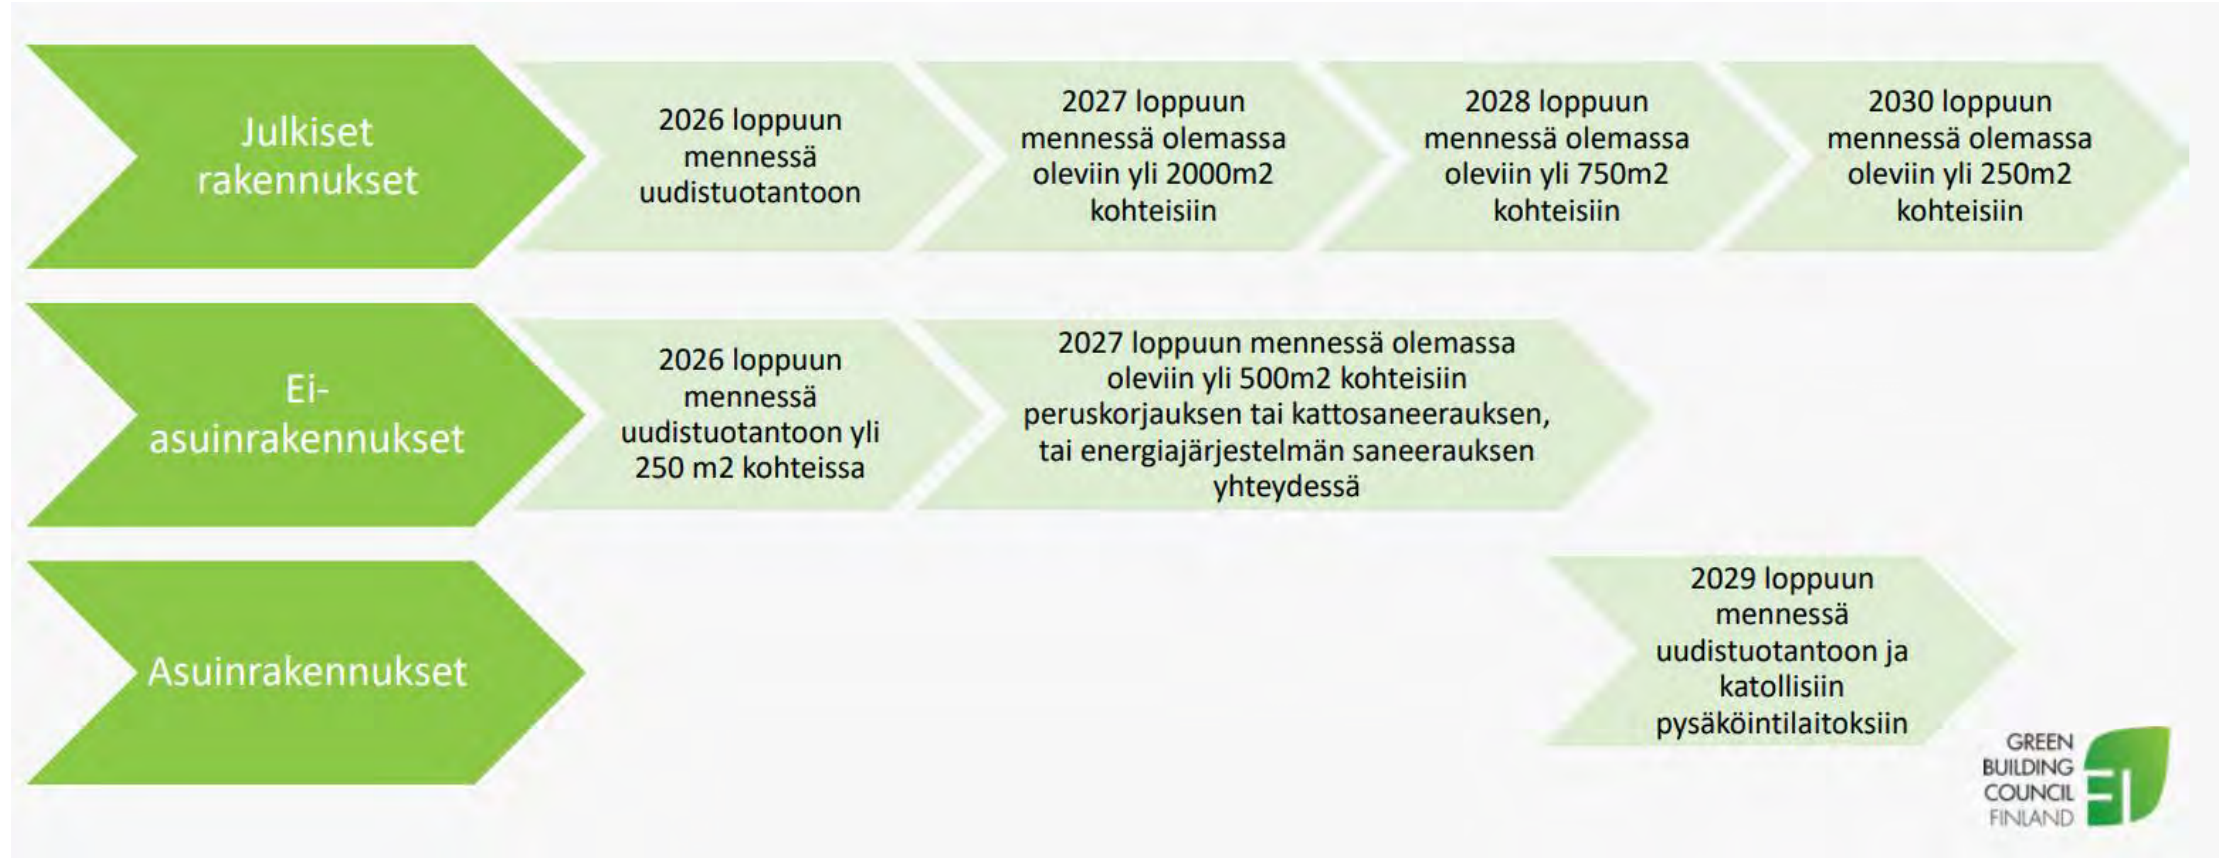 Julkiset
rakennukset
2026 loppuun
mennessä
uudistuotantoon
2027 loppuun
mennessä olemassa
oleviin yli 2000m2
kohteisiin
2028 loppuun
mennessä olemassa
oleviin yli 750m2
kohteisiin
2030 loppuun
mennessä olemassa
oleviin yli 250m2
kohteisiin
Ei-
asuinrakennukset
2026 loppuun
mennessä
uudistuotantoon yli
250 m2 kohteissa
2027 loppuun mennessä olemassa
oleviin yli 500m2 kohteisiin
peruskorjauksen tai kattosaneerauksen,
tai energiajärjestelmän saneerauksen
yhteydessä
Asuinrakennukset
2029 loppuun
mennessä
uudistuotantoon ja
katollisiin
pysäköintilaitoksiin
GREEN
BUILDING
COUNCIL
FINLAND